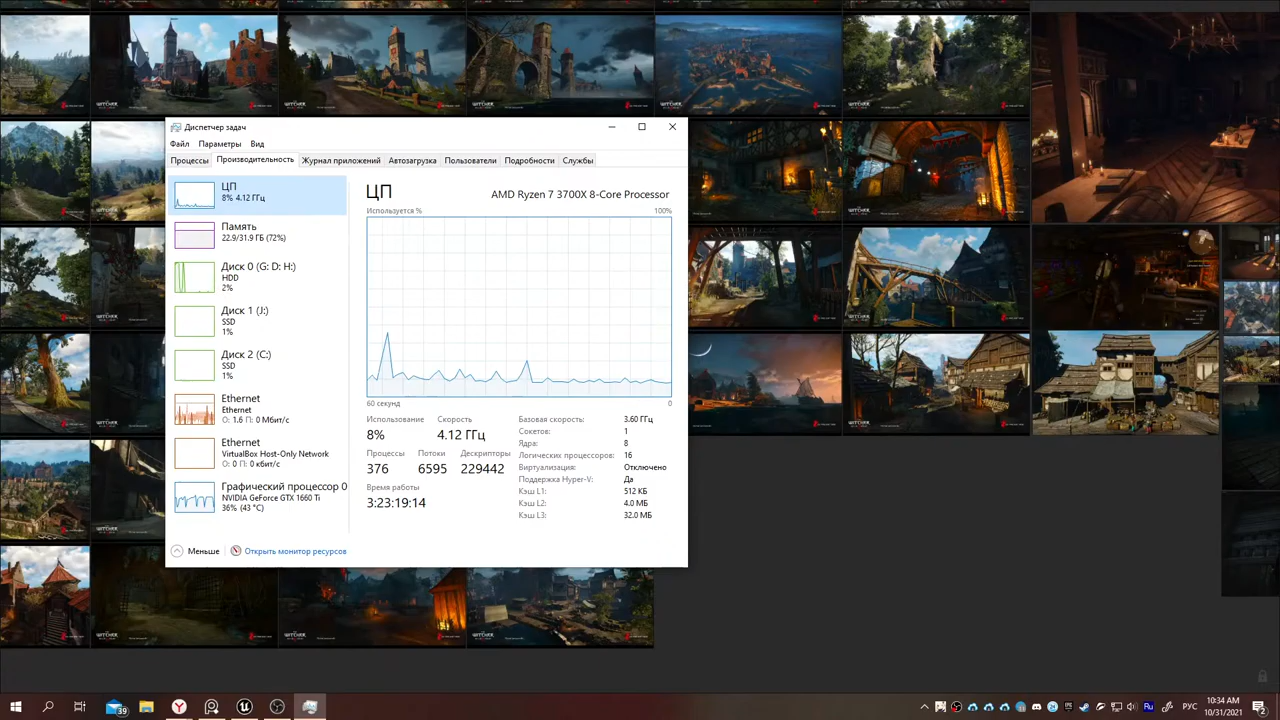 Диспетчер задач
Файл Параметры Вид
Процессы Производительность Журнал приложений Автозагрузка Пользователи Подробности Службы
ЦП
8% 4.12 ГГц
Память
22.9/31.9 ГБ (72%)
Диск 0 (G: D: H:)
HDD
2%
Диск 1 (J:)
SSD
1%
Диск 2 (C:)
SSD
1%
Ethernet
Ethernet
О: 1.6 П: 0 Мбит/с
Ethernet
VirtualBox Host-Only Network
О: 0 П: 0 кбит/с
Графический процессор 0
NVIDIA GeForce GTX 1660 Ti
36% (43 °C)
ЦП AMD Ryzen 7 3700X 8-Core Processor
Используется % 100%
60 секунд 0
Использование Скорость
8% 4.12 ГГц
Процессы Потоки Дескрипторы
376 6595 229442
Время работы
3:23:19:14
Базовая скорость: 3.60 ГГц
Сокетов: 1
Ядра: 8
Логических процессоров: 16
Виртуализация: Отключено
Поддержка Hyper-V: Да
Кэш L1: 512 КБ
Кэш L2: 4.0 МБ
Кэш L3: 32.0 МБ
Меньше Открыть монитор ресурсов
39
Ru
РУС
10:34 AM
10/31/2021
2